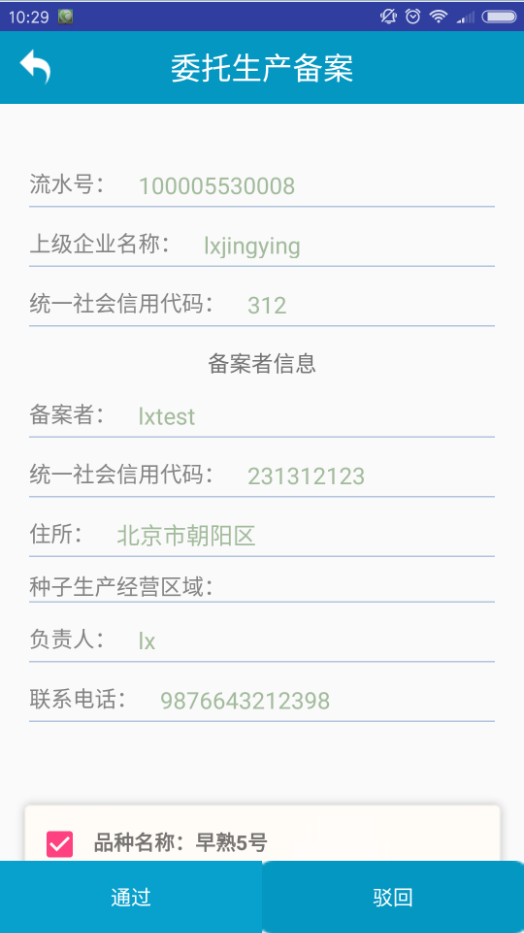 10:29
委托生产备案
流水号： 100005530008
上级企业名称： lxjingying
统一社会信用代码： 312
备案者信息
备案者： lxtest
统一社会信用代码： 231312123
住所： 北京市朝阳区
种子生产经营区域：
负责人： lx
联系电话： 9876643212398
品种名称：早熟5号
通过 驳回